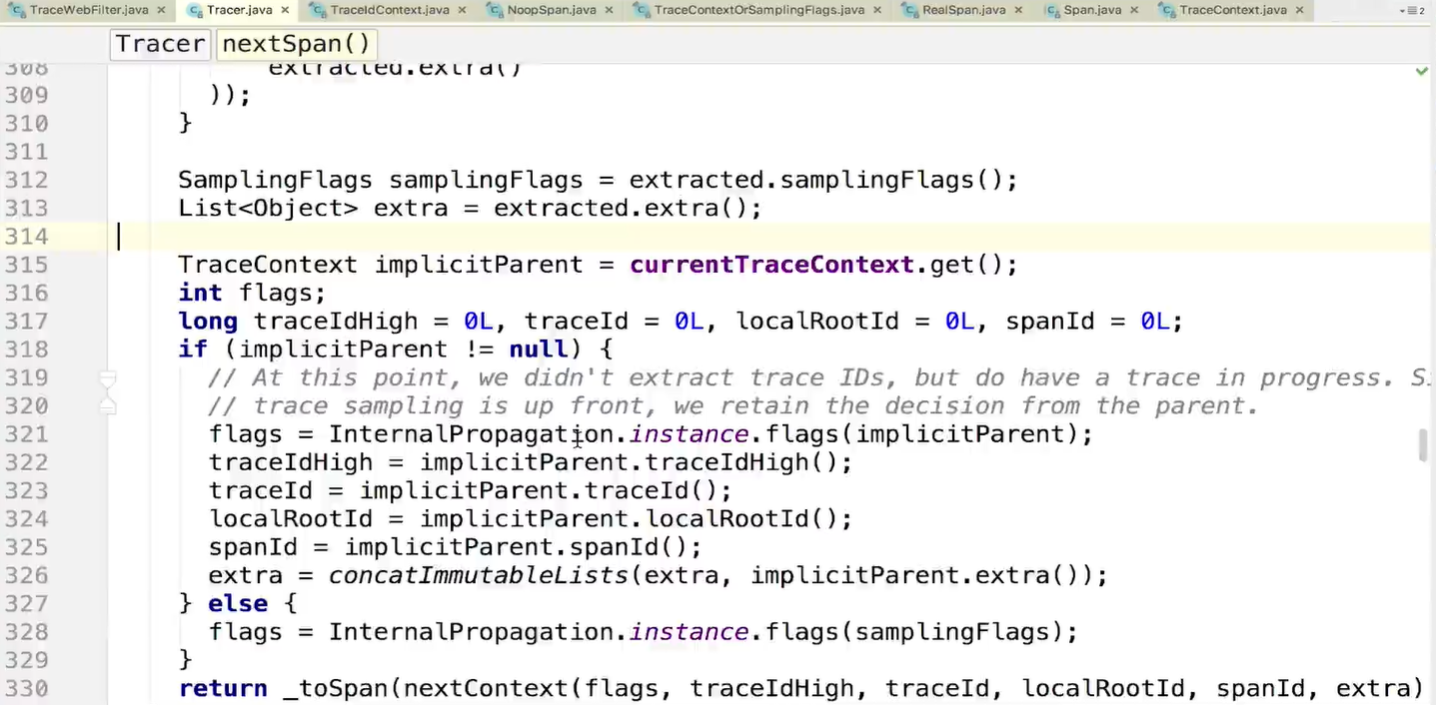 TraceWebFilter.java × Tracer.java × TraceIdContext.java × NoopSpan.java × TraceContextOrSamplingFlags.java × RealSpan.java × Span.java × TraceContext.java × 2
Tracer nextSpan()
308 extracted.extra()
309 ));
310 }
311
312 SamplingFlags samplingFlags = extracted.samplingFlags();
313 List<Object> extra = extracted.extra();
314
315 TraceContext implicitParent = currentTraceContext.get();
316 int flags;
317 long traceIdHigh = 0L, traceId = 0L, localRootId = 0L, spanId = 0L;
318 if (implicitParent != null) {
319 // At this point, we didn't extract trace IDs, but do have a trace in progress.
320 // trace sampling is up front, we retain the decision from the parent.
321 flags = InternalPropagation.instance.flags(implicitParent);
322 traceIdHigh = implicitParent.traceIdHigh();
323 traceId = implicitParent.traceId();
324 localRootId = implicitParent.localRootId();
325 spanId = implicitParent.spanId();
326 extra = concatImmutableLists(extra, implicitParent.extra());
327 } else {
328 flags = InternalPropagation.instance.flags(samplingFlags);
329 }
330 return _toSpan(nextContext(flags, traceIdHigh, traceId, localRootId, spanId, extra)